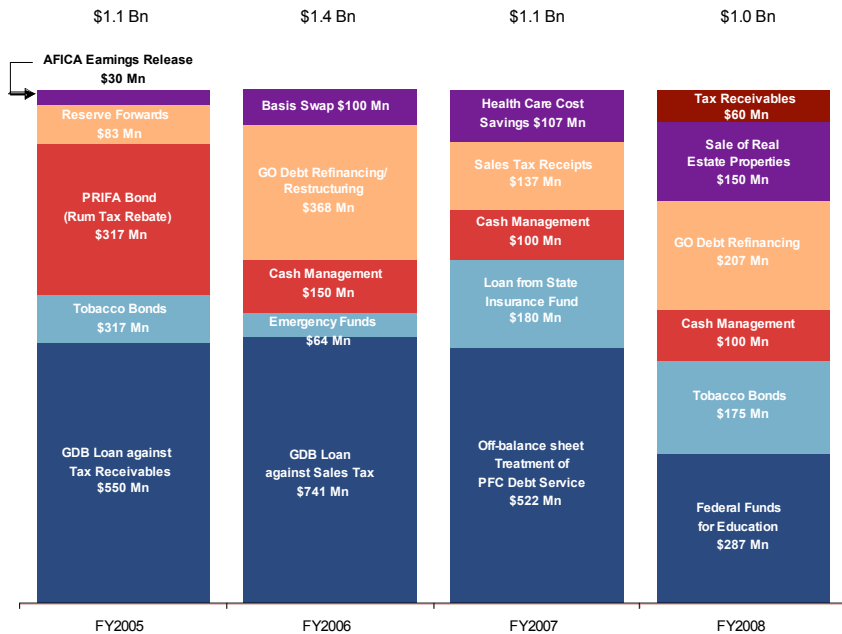 $1.1 Bn
$1.4 Bn
$1.1 Bn
$1.0 Bn
AFICA Earnings Release
$30 Mn
Reserve Forwards
$83 Mn
PRIFA Bond
(Rum Tax Rebate)
$317 Mn
Tobacco Bonds
$317 Mn
GDB Loan against
Tax Receivables
$550 Mn
Basis Swap $100 Mn
GO Debt Refinancing/
Restructuring
$368 Mn
Cash Management
$150 Mn
Emergency Funds
$64 Mn
GDB Loan
against Sales Tax
$741 Mn
Health Care Cost
Savings $107 Mn
Sales Tax Receipts
$137 Mn
Cash Management
$100 Mn
Loan from State
Insurance Fund
$180 Mn
Off-balance sheet
Treatment of
PFC Debt Service
$522 Mn
Tax Receivables
$60 Mn
Sale of Real
Estate Properties
$150 Mn
GO Debt Refinancing
$207 Mn
Cash Management
$100 Mn
Tobacco Bonds
$175 Mn
Federal Funds
for Education
$287 Mn
FY2005
FY2006
FY2007
FY2008